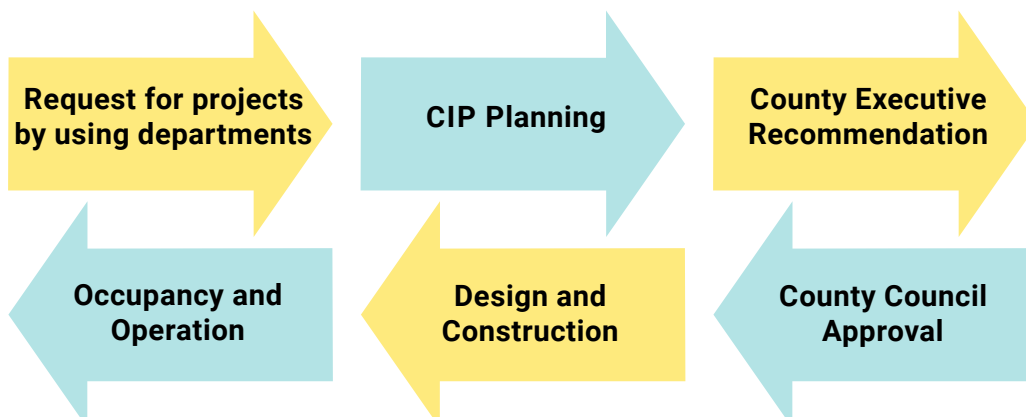 Request for projects
by using departments
CIP Planning
County Executive
Recommendation
County Council
Approval
Design and
Construction
Occupancy and
Operation